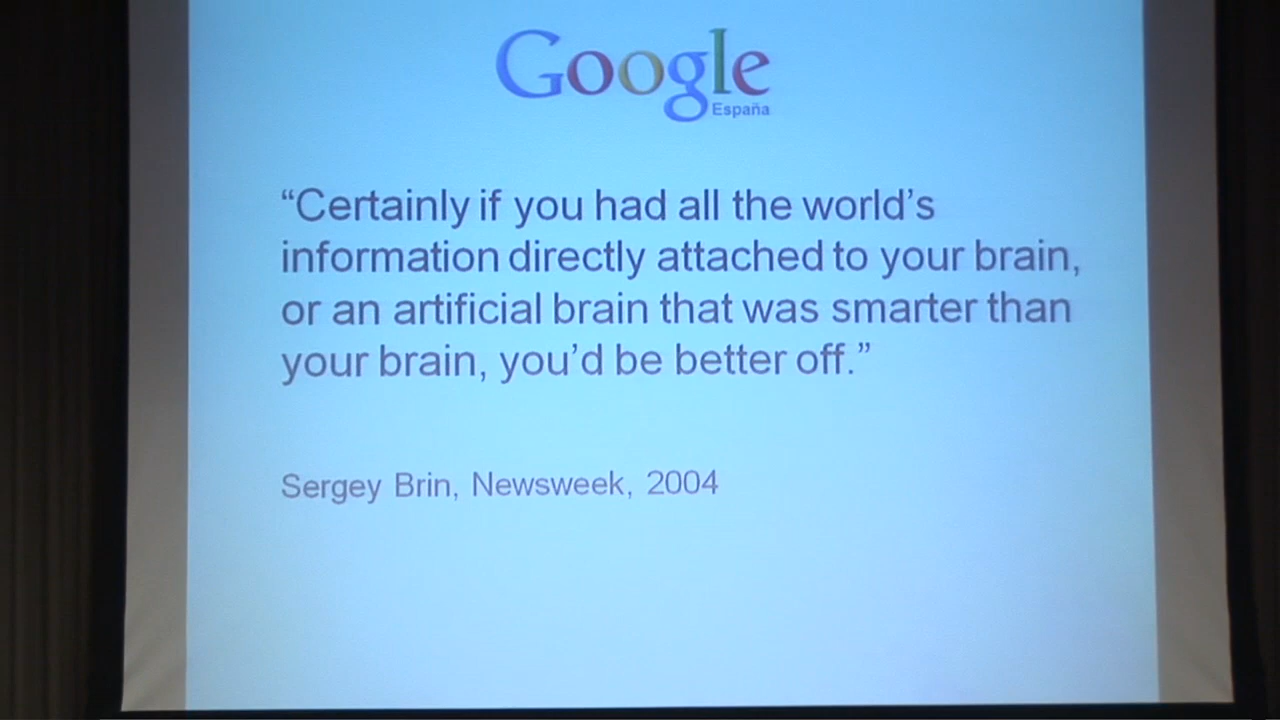 Google
España
“Certainly if you had all the world’s
information directly attached to your brain,
or an artificial brain that was smarter than
your brain, you’d be better off.”
Sergey Brin, Newsweek, 2004